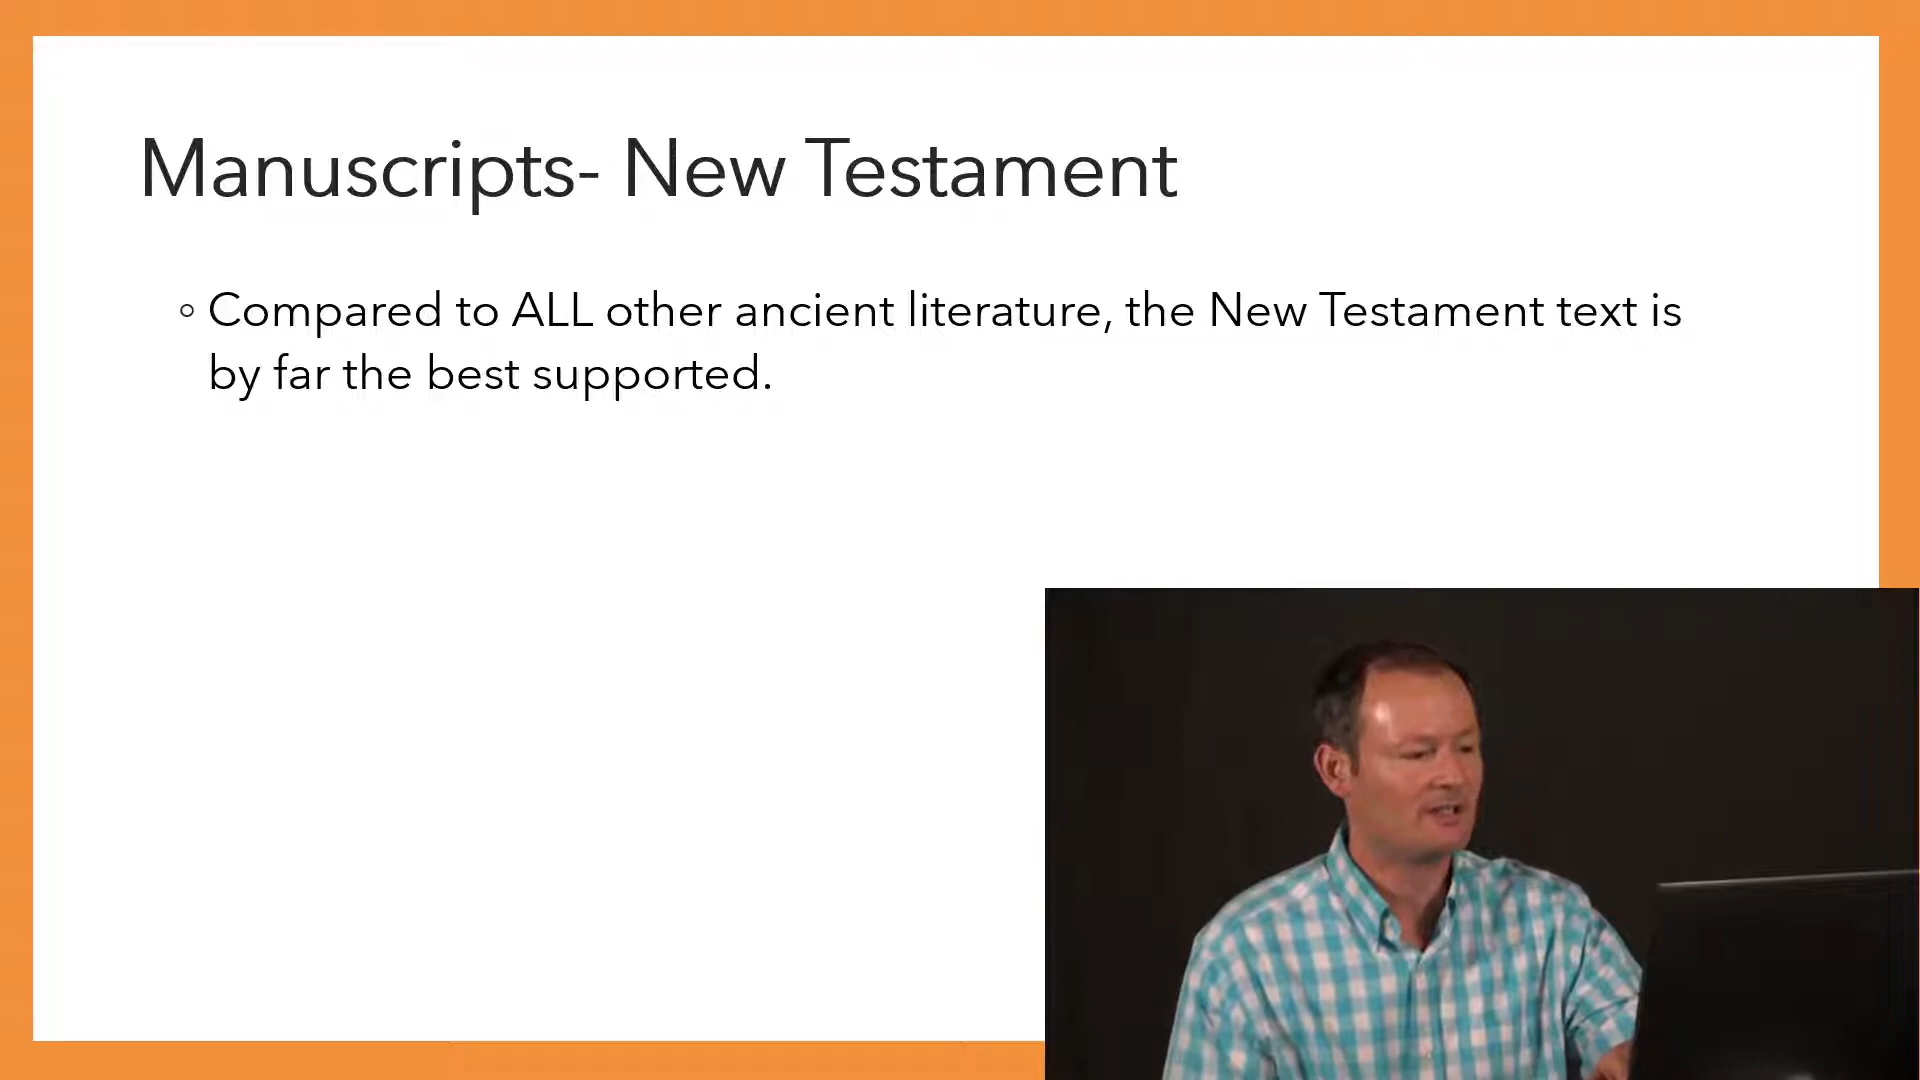 Manuscripts- New Testament
◦ Compared to ALL other ancient literature, the New Testament text is
by far the best supported.